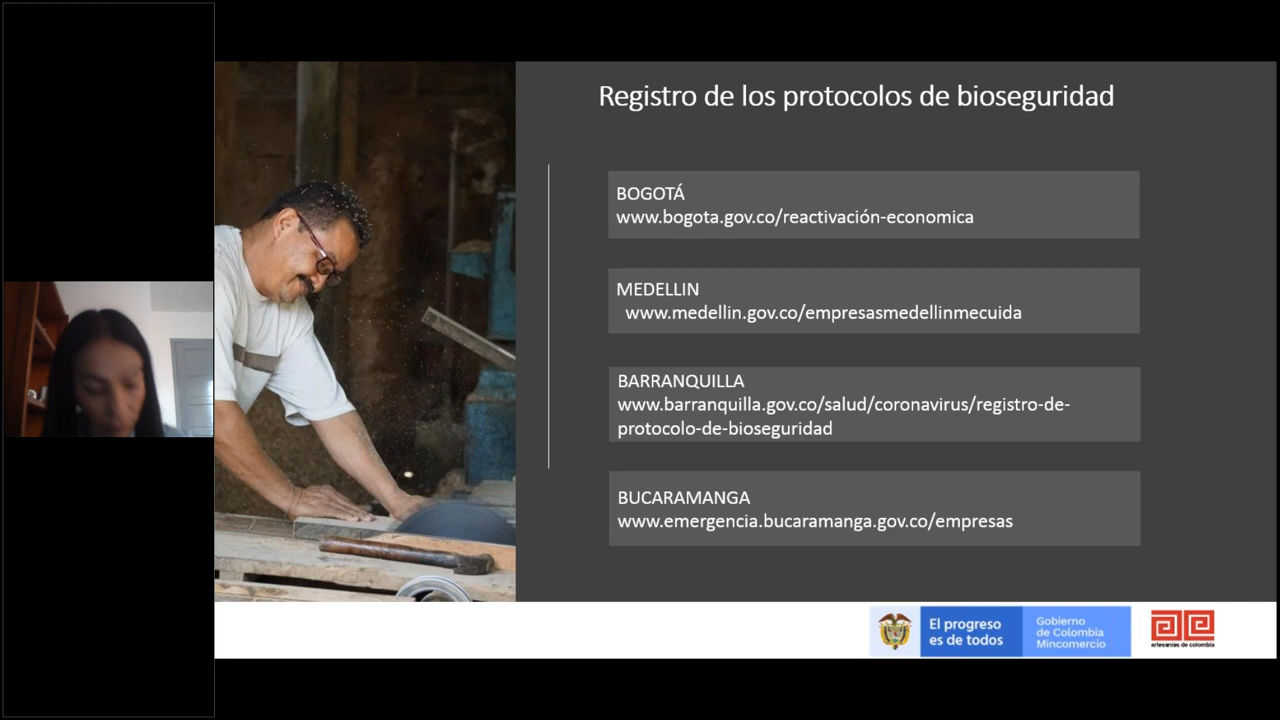 Registro de los protocolos de bioseguridad
BOGOTÁ
www.bogota.gov.co/reactivación-economica
MEDELLIN
www.medellin.gov.co/empresasmedellinmecuida
BARRANQUILLA
www.barranquilla.gov.co/salud/coronavirus/registro-de-
protocolo-de-bioseguridad
BUCARAMANGA
www.emergencia.bucaramanga.gov.co/empresas
El progreso
es de todos
Gobierno
de Colombia
Mincomercio
artesanías de colombia